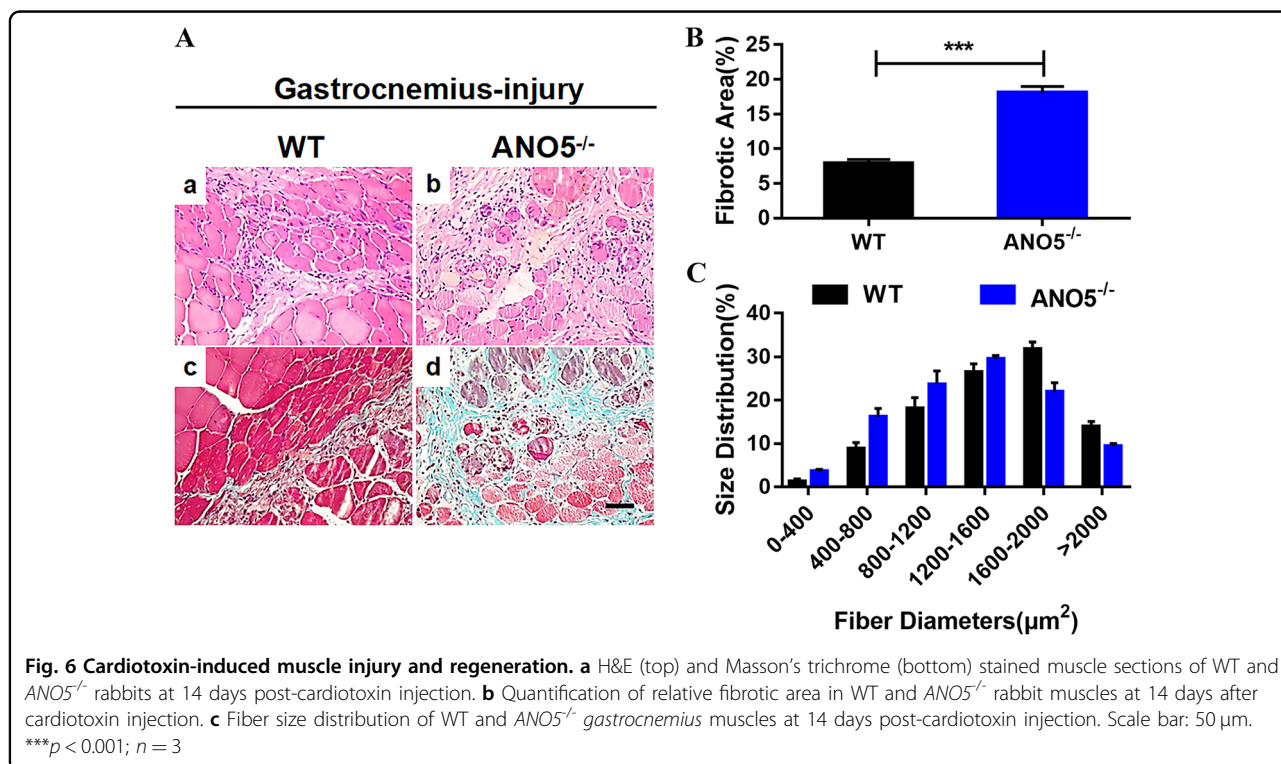 A
Gastrocnemius-injury
WT
ANO5-/-
a
b
c
d
B
Fibrotic Area(%)
25
20
15
10
5
0
***
WT
ANO5-/-
C
WT
ANO5-/-
Size Distribution(%)
40
30
20
10
0
0-400
400-800
800-1200
1200-1600
1600-2000
>2000
Fiber Diameters(µm²)
Fig. 6 Cardiotoxin-induced muscle injury and regeneration. a H&E (top) and Masson's trichrome (bottom) stained muscle sections of WT and
ANO5-/- rabbits at 14 days post-cardiotoxin injection. b Quantification of relative fibrotic area in WT and ANO5-/- rabbit muscles at 14 days after
cardiotoxin injection. c Fiber size distribution of WT and ANO5-/- gastrocnemius muscles at 14 days post-cardiotoxin injection. Scale bar: 50 µm.
***p < 0.001; n = 3